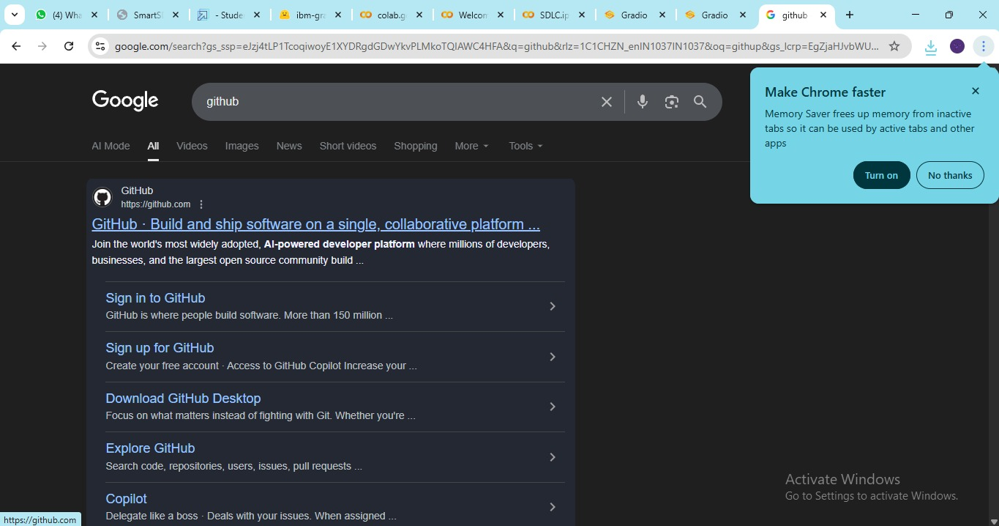 (4) Wha
SmartS
- Stude
ibm-gra
colab.g
Welcom
SDLC.ip
Gradio
Gradio
github
google.com/search?gs_ssp=eJzj4tLP1TcoqiwoyE1XYDRgdGDwYkvPLMkoTQIAWC4HFA&q=github&rlz=1C1CHZN_enIN1037IN1037&oq=githup&gs_lcrp=EgZjaHJvbWU...
Google
github
AI Mode
All
Videos
Images
News
Short videos
Shopping
More
Tools
Make Chrome faster
Memory Saver frees up memory from inactive
tabs so it can be used by active tabs and other
apps
Turn on
No thanks
GitHub
https://github.com
GitHub · Build and ship software on a single, collaborative platform ...
Join the world's most widely adopted, AI-powered developer platform where millions of developers,
businesses, and the largest open source community build ...
Sign in to GitHub
GitHub is where people build software. More than 150 million ...
Sign up for GitHub
Create your free account · Access to GitHub Copilot Increase your ...
Download GitHub Desktop
Focus on what matters instead of fighting with Git. Whether you're ...
Explore GitHub
Search code, repositories, users, issues, pull requests ...
Copilot
Delegate like a boss · Deals with your issues. When assigned ...
Activate Windows
Go to Settings to activate Windows.
https://github.com